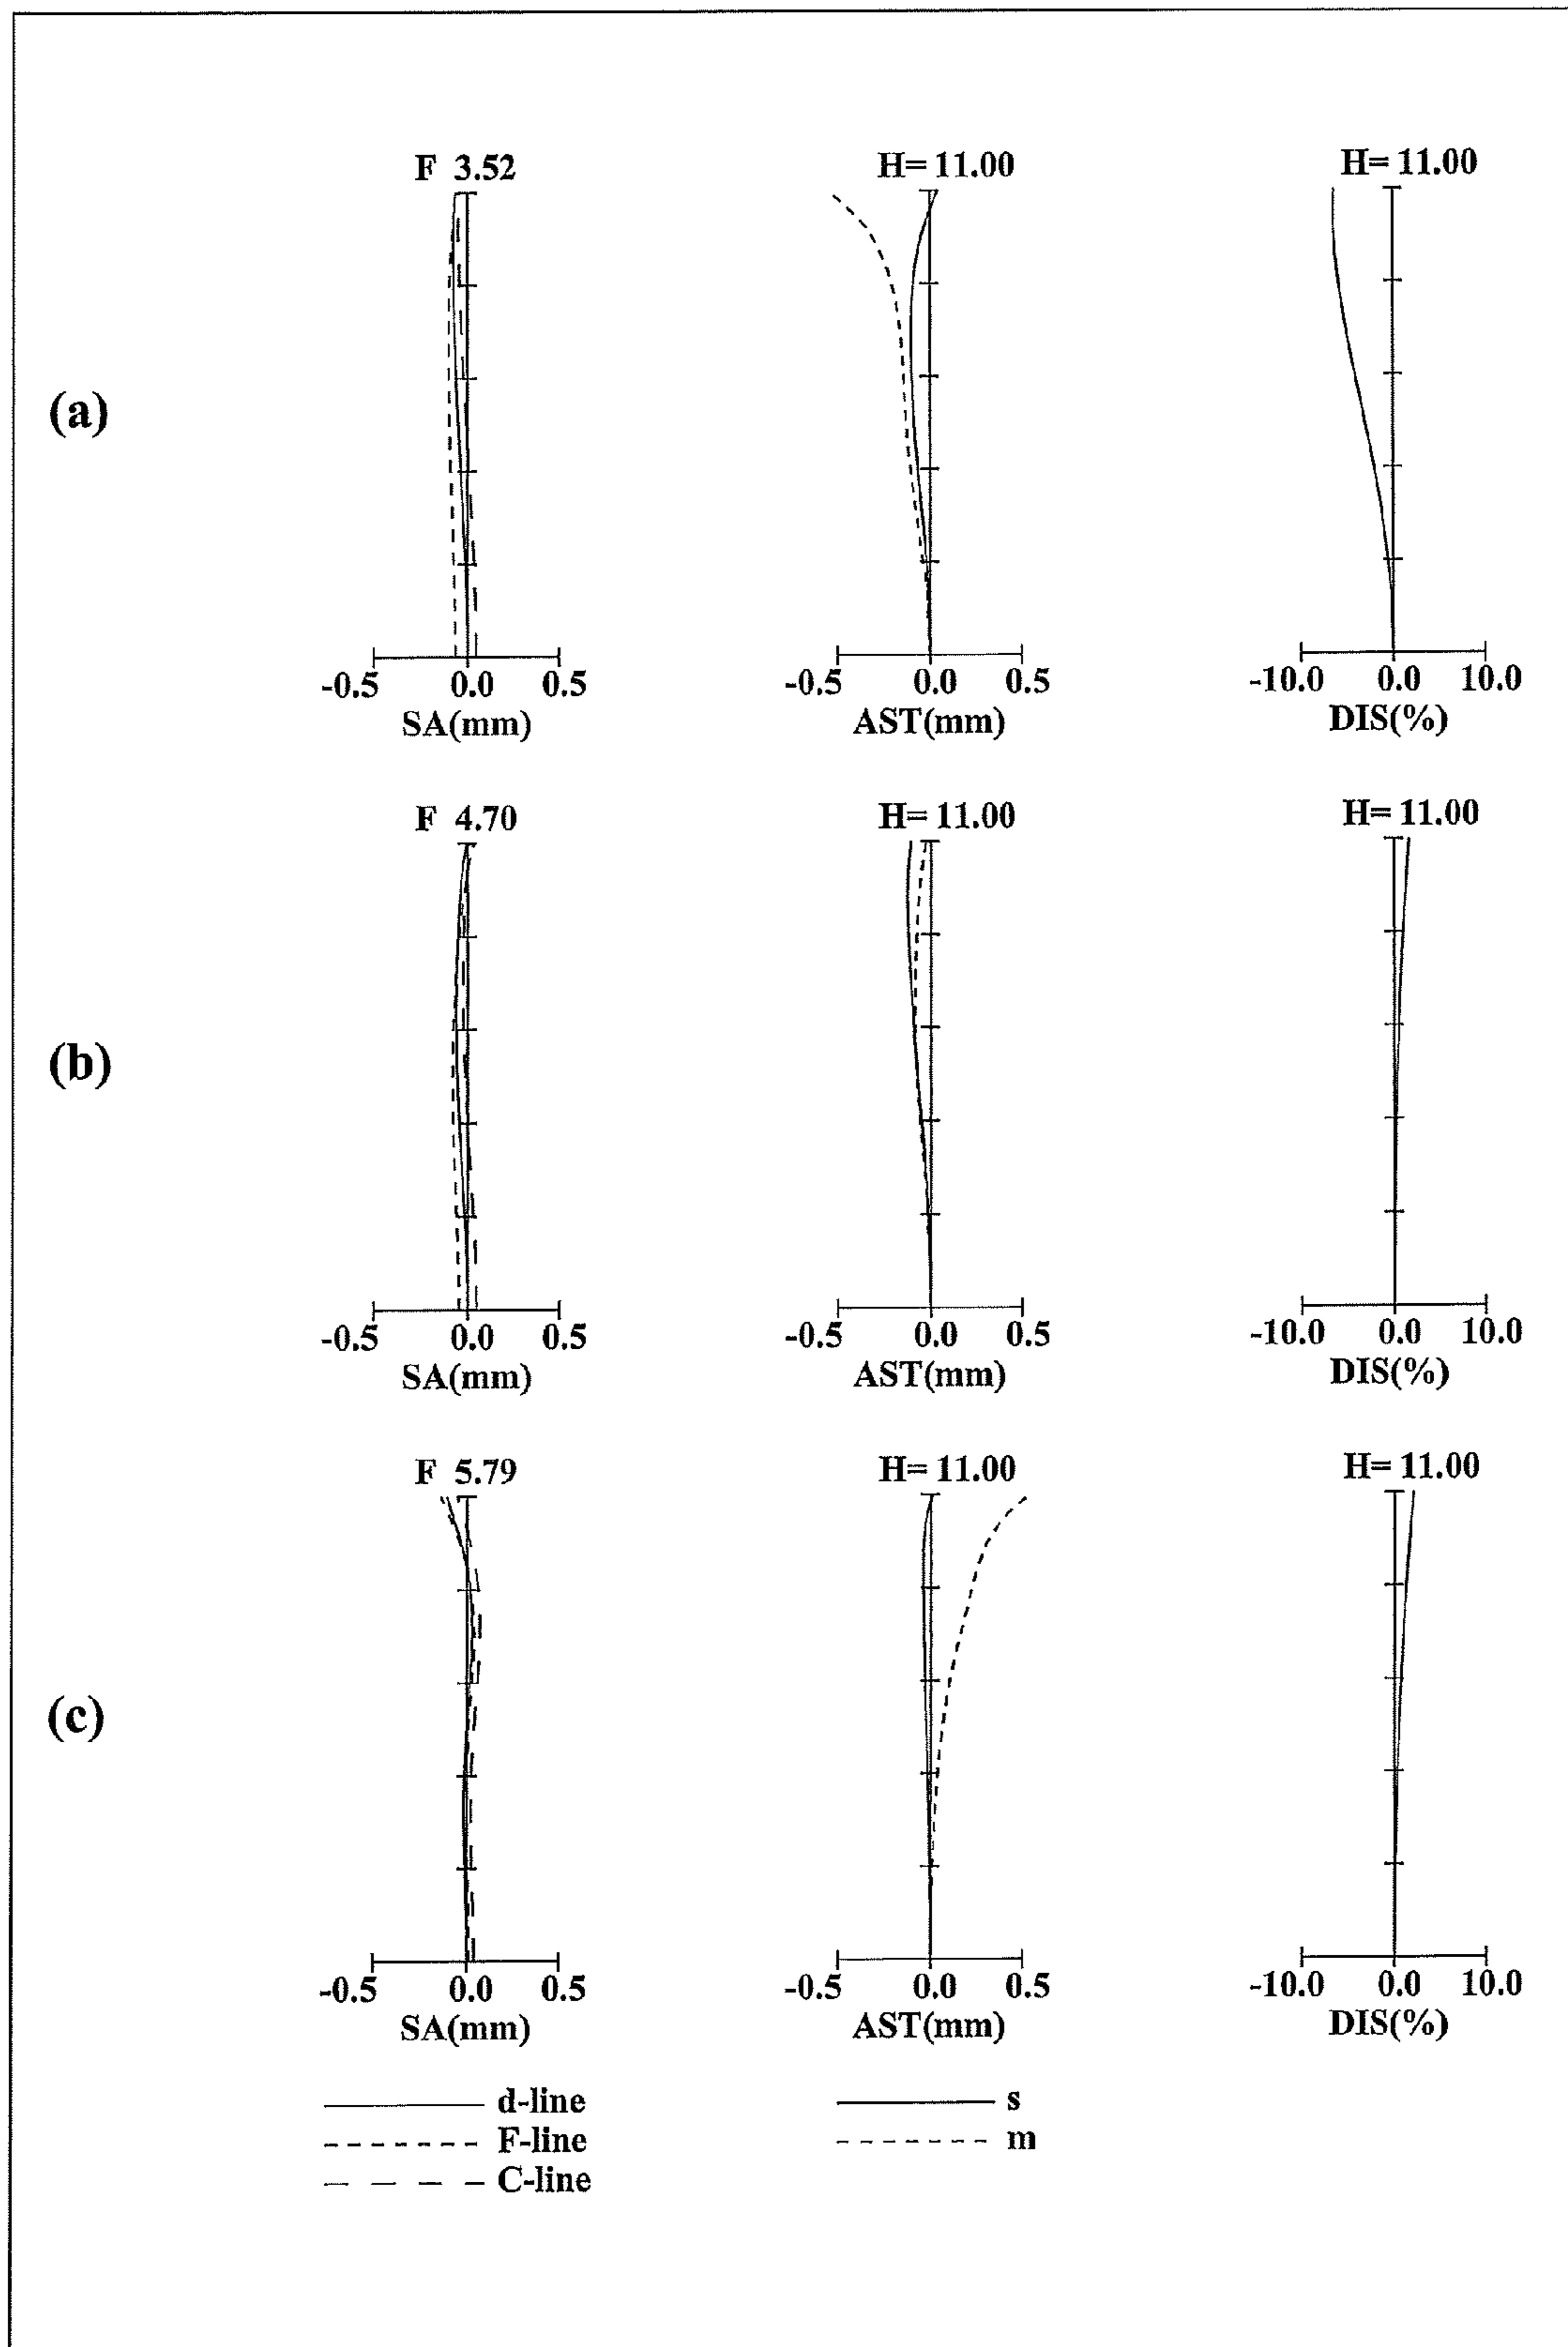 F 3.52 H= 11.00 H= 11.00
(a)
-0.5 0.0 0.5 -0.5 0.0 0.5 -10.0 0.0 10.0
SA(mm) AST(mm) DIS(%)
F 4.70 H= 11.00 H= 11.00
(b)
-0.5 0.0 0.5 -0.5 0.0 0.5 -10.0 0.0 10.0
SA(mm) AST(mm) DIS(%)
F 5.79 H= 11.00 H= 11.00
(c)
-0.5 0.0 0.5 -0.5 0.0 0.5 -10.0 0.0 10.0
SA(mm) AST(mm) DIS(%)
d-line s
F-line m
C-line